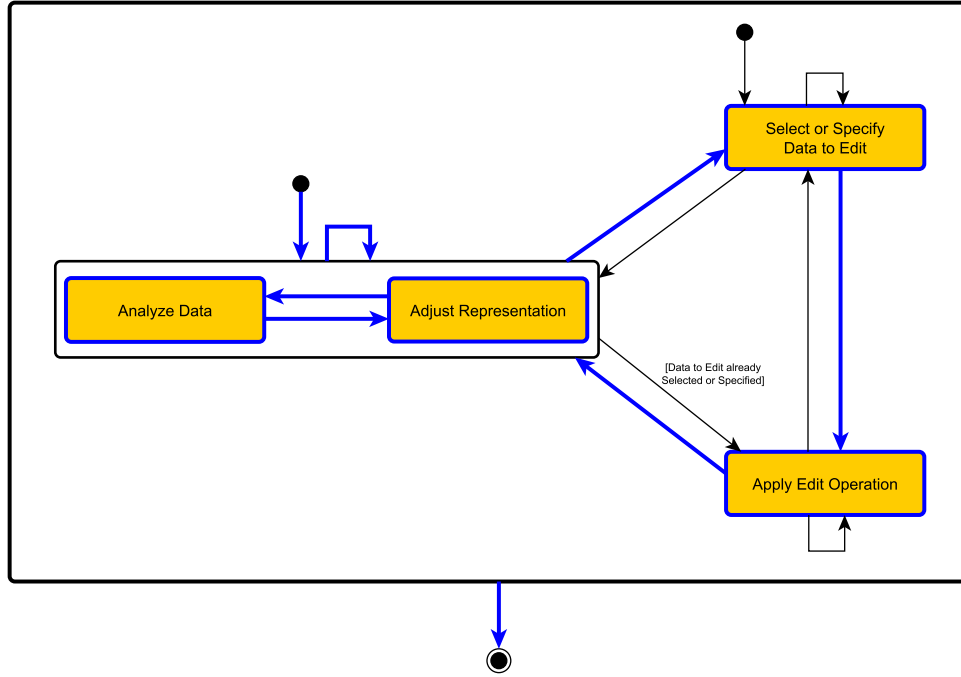 Select or Specify
Data to Edit
Analyze Data
Adjust Representation
[Data to Edit already
Selected or Specified]
Apply Edit Operation